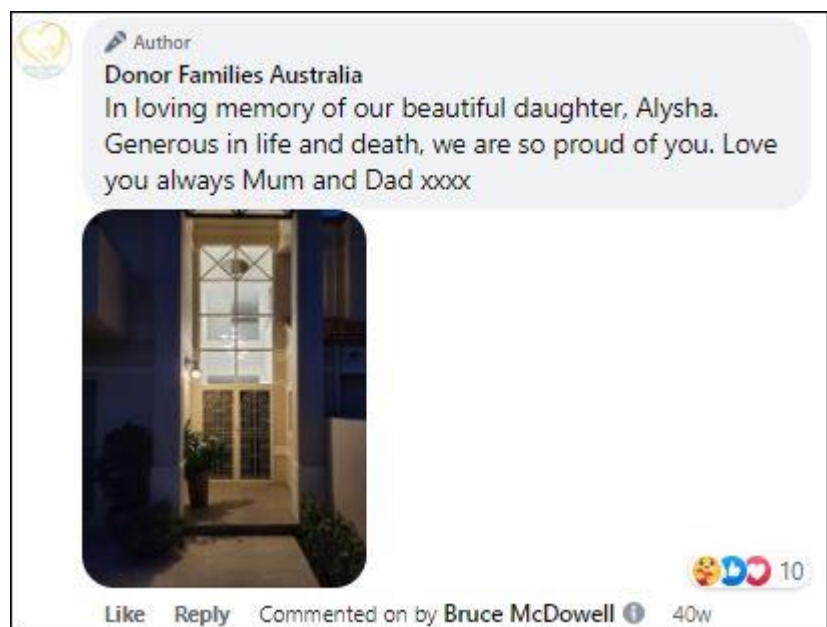 Author
Donor Families Australia
In loving memory of our beautiful daughter, Alysha.
Generous in life and death, we are so proud of you. Love
you always Mum and Dad xxxx
10
Like Reply Commented on by Bruce McDowell 40w